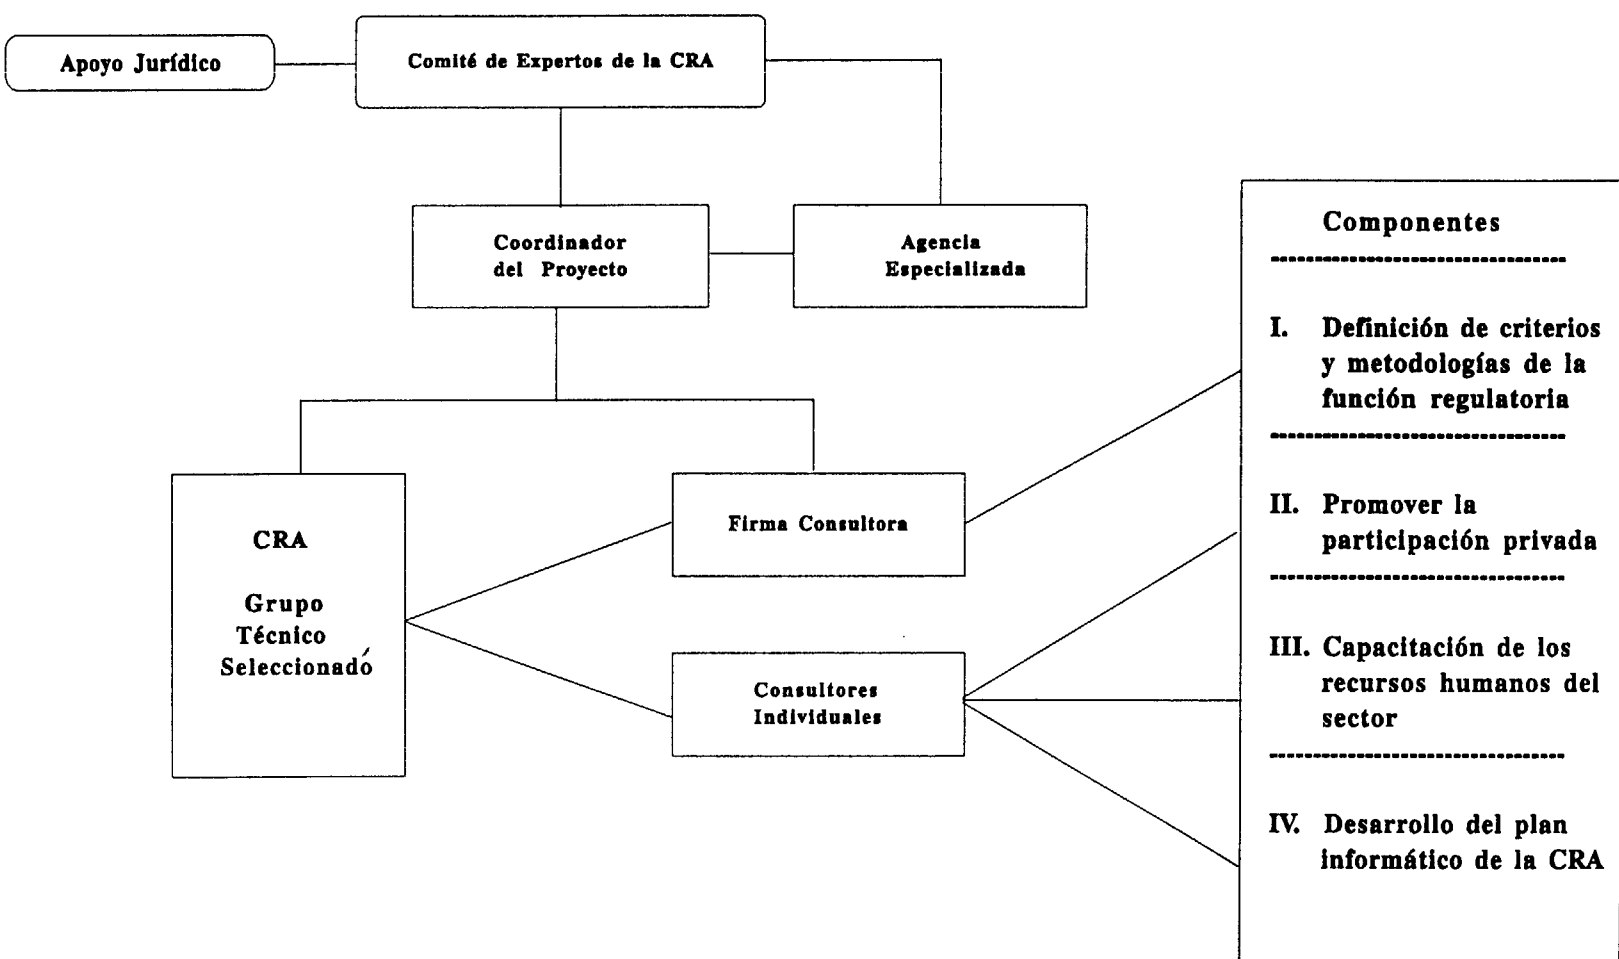 Apoyo Jurídico
Comité de Expertos de la CRA
Coordinador
del Proyecto
Agencia
Especializada
CRA
Grupo
Técnico
Seleccionadó
Firma Consultora
Consultores
Individuales
Componentes
I. Definición de criterios
y metodologías de la
función regulatoria
II. Promover la
participación privada
III. Capacitación de los
recursos humanos del
sector
IV. Desarrollo del plan
informático de la CRA